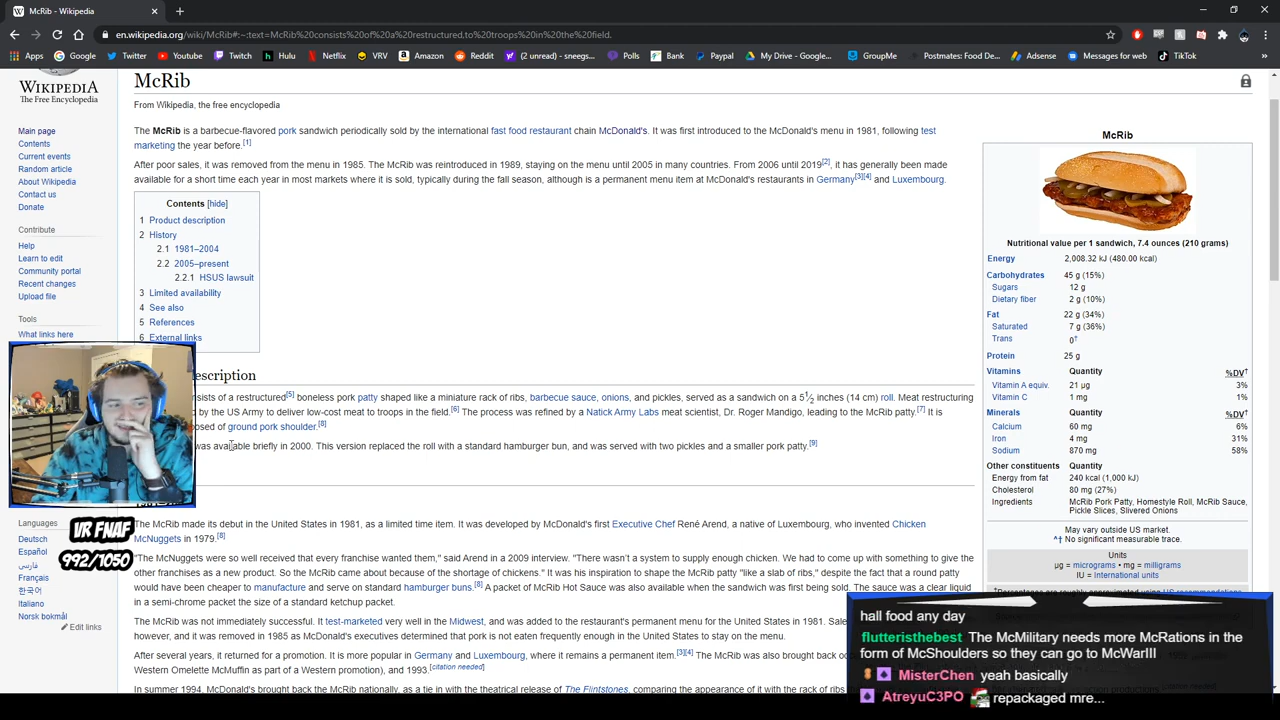 McRib - Wikipedia
en.wikipedia.org/wiki/McRib#:~:text=McRib%20consists%20of%20a%20restructured,to%20troops%20in%20the%20field.
Apps Google Twitter Youtube Hulu Netflix VRV Amazon Reddit (2 unread) - sneegs... Polls Bank Paypal My Drive - Google... GroupMe Postmates: Food De... Adsense Messages for web TikTok
WIKIPEDIA
The Free Encyclopedia
Main page
Contents
Current events
Random article
About Wikipedia
Contact us
Donate
Contribute
Help
Learn to edit
Community portal
Recent changes
Upload file
Tools
What links here
Languages
Deutsch
Español
فارسی
Français
한국어
Italiano
Norsk bokmål
Edit links
McRib
From Wikipedia, the free encyclopedia
The McRib is a barbecue-flavored pork sandwich periodically sold by the international fast food restaurant chain McDonald's. It was first introduced to the McDonald's menu in 1981, following test
marketing the year before.[1]
After poor sales, it was removed from the menu in 1985. The McRib was reintroduced in 1989, staying on the menu until 2005 in many countries. From 2006 until 2019[2], it has generally been made
available for a short time each year in most markets where it is sold, typically during the fall season, although is a permanent menu item at McDonald's restaurants in Germany[3][4] and Luxembourg.
Contents [hide]
1 Product description
2 History
2.1 1981–2004
2.2 2005–present
2.2.1 HSUS lawsuit
3 Limited availability
4 See also
5 References
6 External links
escription
sists of a restructured[5] boneless pork patty shaped like a miniature rack of ribs, barbecue sauce, onions, and pickles, served as a sandwich on a 5 1⁄2 inches (14 cm) roll. Meat restructuring
by the US Army to deliver low-cost meat to troops in the field.[6] The process was refined by a Natick Army Labs meat scientist, Dr. Roger Mandigo, leading to the McRib patty.[7] It is
posed of ground pork shoulder.[8]
was available briefly in 2000. This version replaced the roll with a standard hamburger bun, and was served with two pickles and a smaller pork patty.[9]
The McRib made its debut in the United States in 1981, as a limited time item. It was developed by McDonald's first Executive Chef René Arend, a native of Luxembourg, who invented Chicken
McNuggets in 1979.[8]
"The McNuggets were so well received that every franchise wanted them," said Arend in a 2009 interview. "There wasn't a system to supply enough chicken. We had to come up with something to give the
other franchises as a new product. So the McRib came about because of the shortage of chickens." It was his inspiration to shape the McRib patty "like a slab of ribs," despite the fact that a round patty
would have been cheaper to manufacture and serve on standard hamburger buns.[8] A packet of McRib Hot Sauce was also available when the sandwich was first being sold. The sauce was a clear liquid
in a semi-chrome packet the size of a standard ketchup packet.
The McRib was not immediately successful. It test-marketed very well in the Midwest, and was added to the restaurant's permanent menu for the United States in 1981. Sale
however, and it was removed in 1985 as McDonald's executives determined that pork is not eaten frequently enough in the United States to stay on the menu.
After several years, it returned for a promotion. It is more popular in Germany and Luxembourg, where it remains a permanent item.[3][4] The McRib was also brought back
Western Omelette McMuffin as part of a Western promotion), and 1993.[citation needed]
In summer 1994, McDonald's brought back the McRib nationally, as a tie in with the theatrical release of The Flintstones, comparing the appearance of it with the rack of ribs
McRib
Nutritional value per 1 sandwich, 7.4 ounces (210 grams)
Energy 2,008.32 kJ (480.00 kcal)
Carbohydrates 45 g (15%)
Sugars 12 g
Dietary fiber 2 g (10%)
Fat 22 g (34%)
Saturated 7 g (36%)
Trans 0†
Protein 25 g
Vitamins Quantity %DV†
Vitamin A equiv. 21 μg 3%
Vitamin C 1 mg 1%
Minerals Quantity %DV†
Calcium 60 mg 6%
Iron 4 mg 31%
Sodium 870 mg 58%
Other constituents Quantity
Energy from fat 240 kcal (1,000 kJ)
Cholesterol 80 mg (27%)
Ingredients McRib Pork Patty, Homestyle Roll, McRib Sauce,
Pickle Slices, Slivered Onions
May vary outside US market.
^† No significant measurable trace.
Units
μg = micrograms • mg = milligrams
IU = International units
VR FNAF
992/1050
hall food any day
flutteristhebest The McMilitary needs more McRations in the
form of McShoulders so they can go to McWarIII
MisterChen yeah basically
AtreyuC3PO repackaged mre...